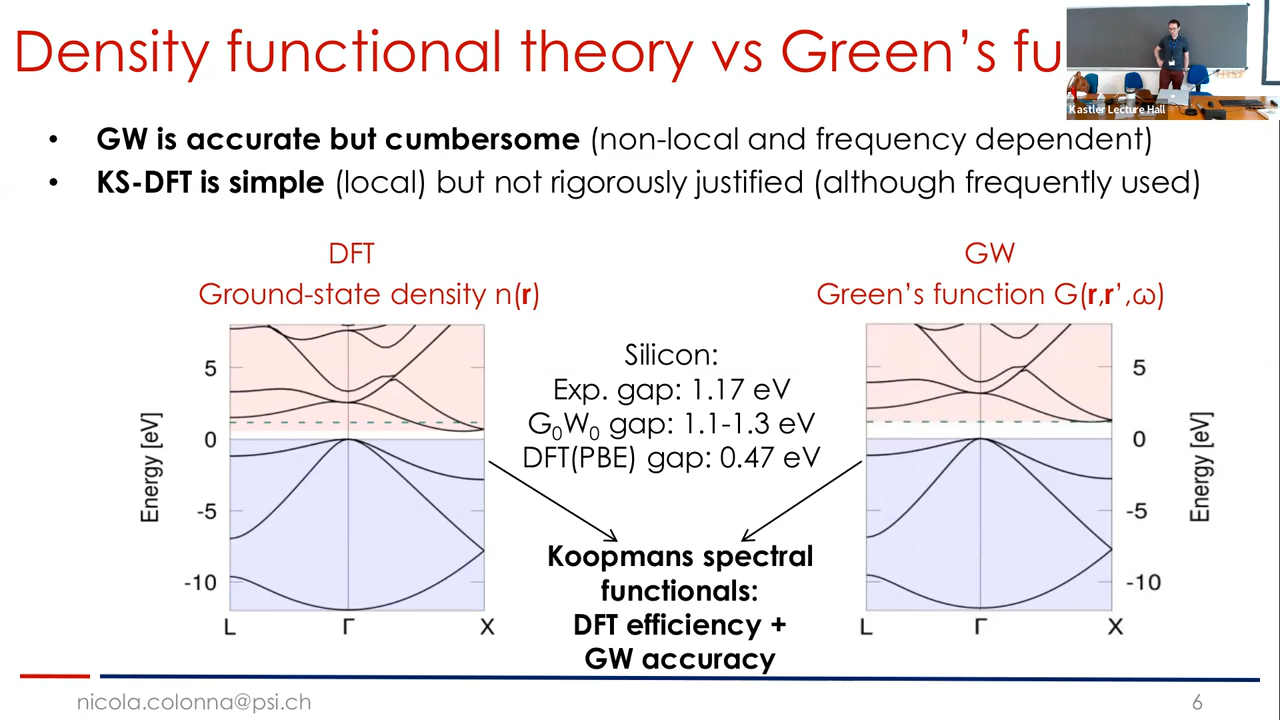 Density functional theory vs Green's fu
Kastler Lecture Hall
• GW is accurate but cumbersome (non-local and frequency dependent)
• KS-DFT is simple (local) but not rigorously justified (although frequently used)
DFT
Ground-state density n(r)
GW
Green's function G(r,r',ω)
Silicon:
Exp. gap: 1.17 eV
G₀W₀ gap: 1.1-1.3 eV
DFT(PBE) gap: 0.47 eV
Energy [eV]
5
0
-5
-10
L Γ X
Energy [eV]
5
0
-5
-10
L Γ X
Koopmans spectral
functionals:
DFT efficiency +
GW accuracy
nicola.colonna@psi.ch
6